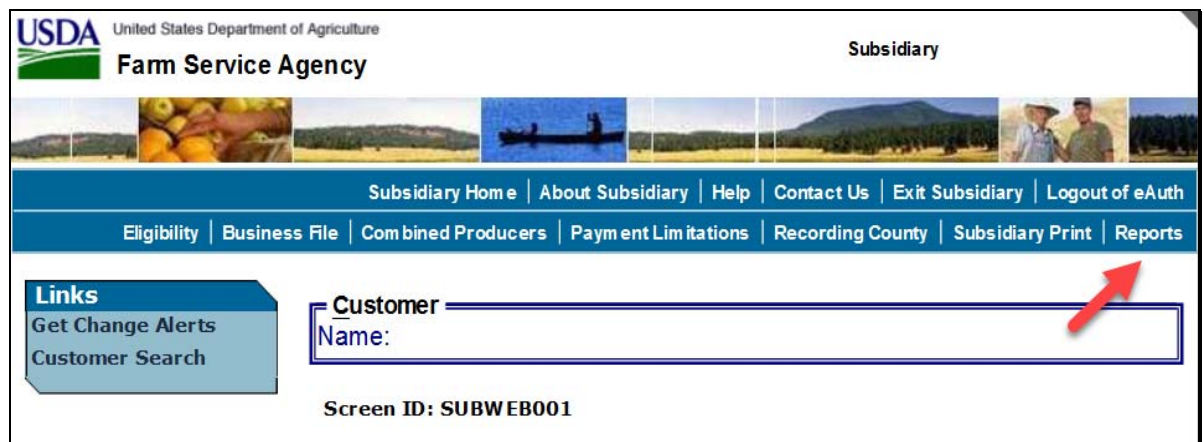 USDA United States Department of Agriculture
Farm Service Agency
Subsidiary
Subsidiary Home | About Subsidiary | Help | Contact Us | Exit Subsidiary | Logout of eAuth
Eligibility | Business File | Combined Producers | Payment Limitations | Recording County | Subsidiary Print | Reports
Links
Get Change Alerts
Customer Search
Customer
Name:
Screen ID: SUBWEB001